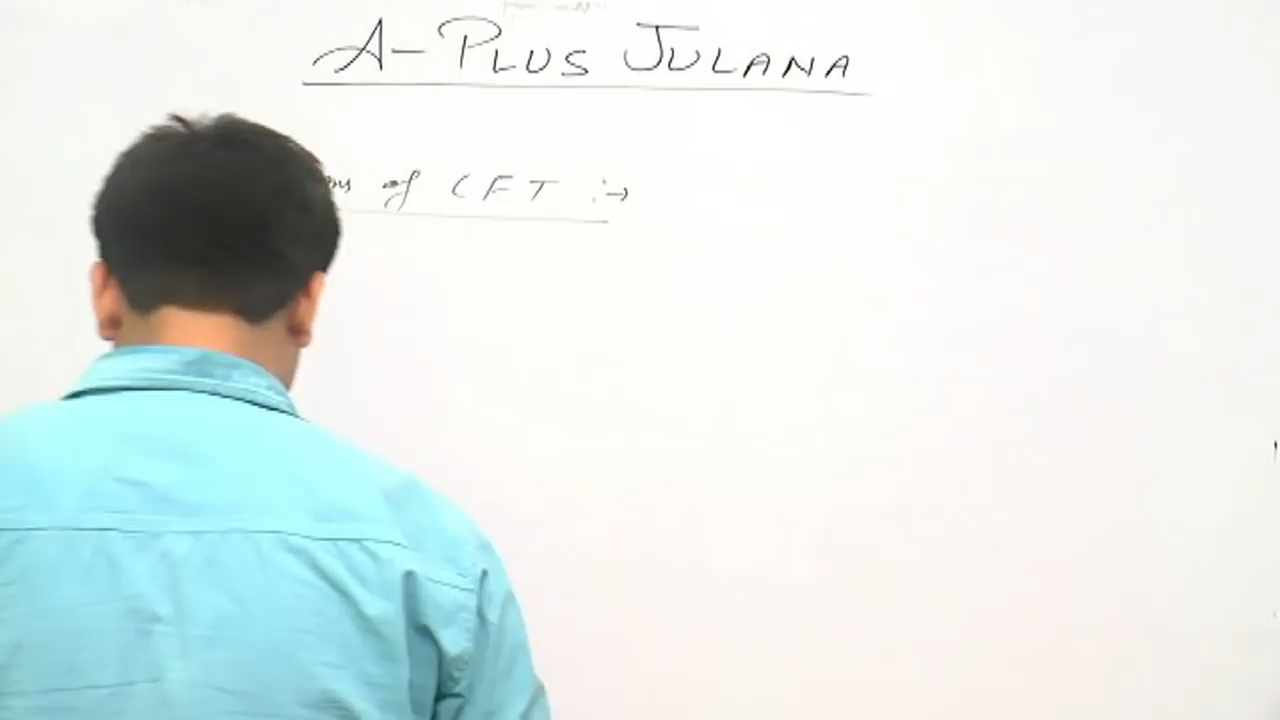 A-PLUS JULANA
of CFT :→